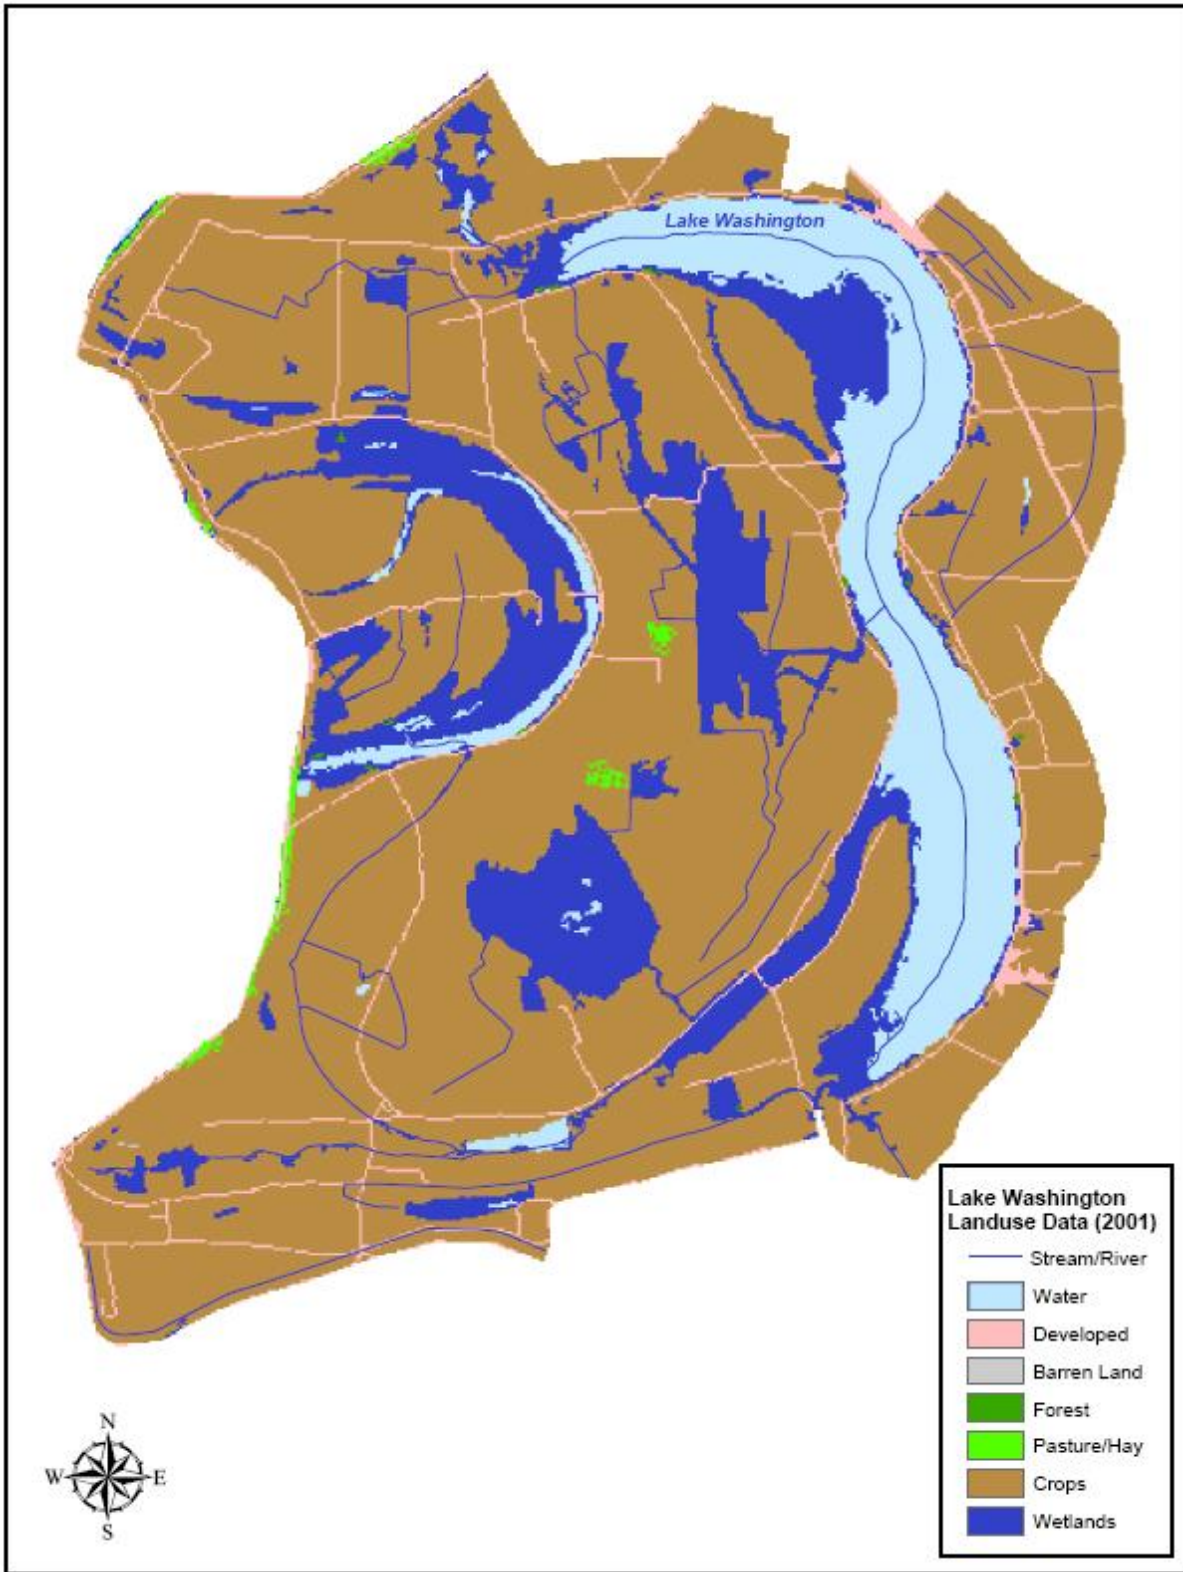 Lake Washington
Lake Washington
Landuse Data (2001)
Stream/River
Water
Developed
Barren Land
Forest
Pasture/Hay
Crops
Wetlands
N
W E
S